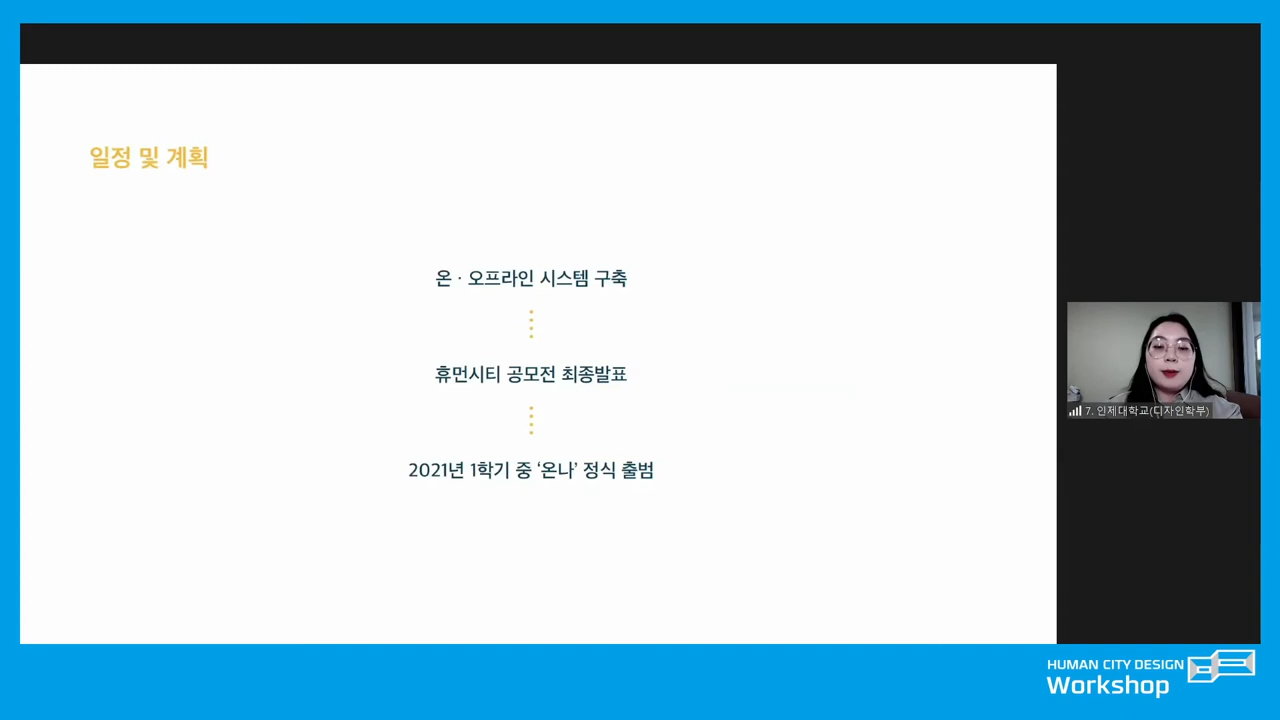 일정 및 계획
온 · 오프라인 시스템 구축
휴먼시티 공모전 최종발표
2021년 1학기 중 ‘온나’ 정식 출범
7. 인제대학교(디자인학부)
HUMAN CITY DESIGN
Workshop